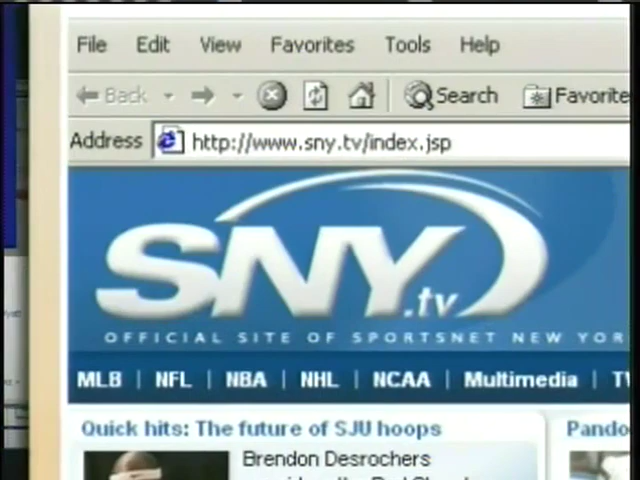 File Edit View Favorites Tools Help
Back Search Favorite
Address http://www.sny.tv/index.jsp
SNY.tv
OFFICIAL SITE OF SPORTSNET NEW YOR
MLB | NFL | NBA | NHL | NCAA | Multimedia | TV
Quick hits: The future of SJU hoops Pando
Brendon Desrochers